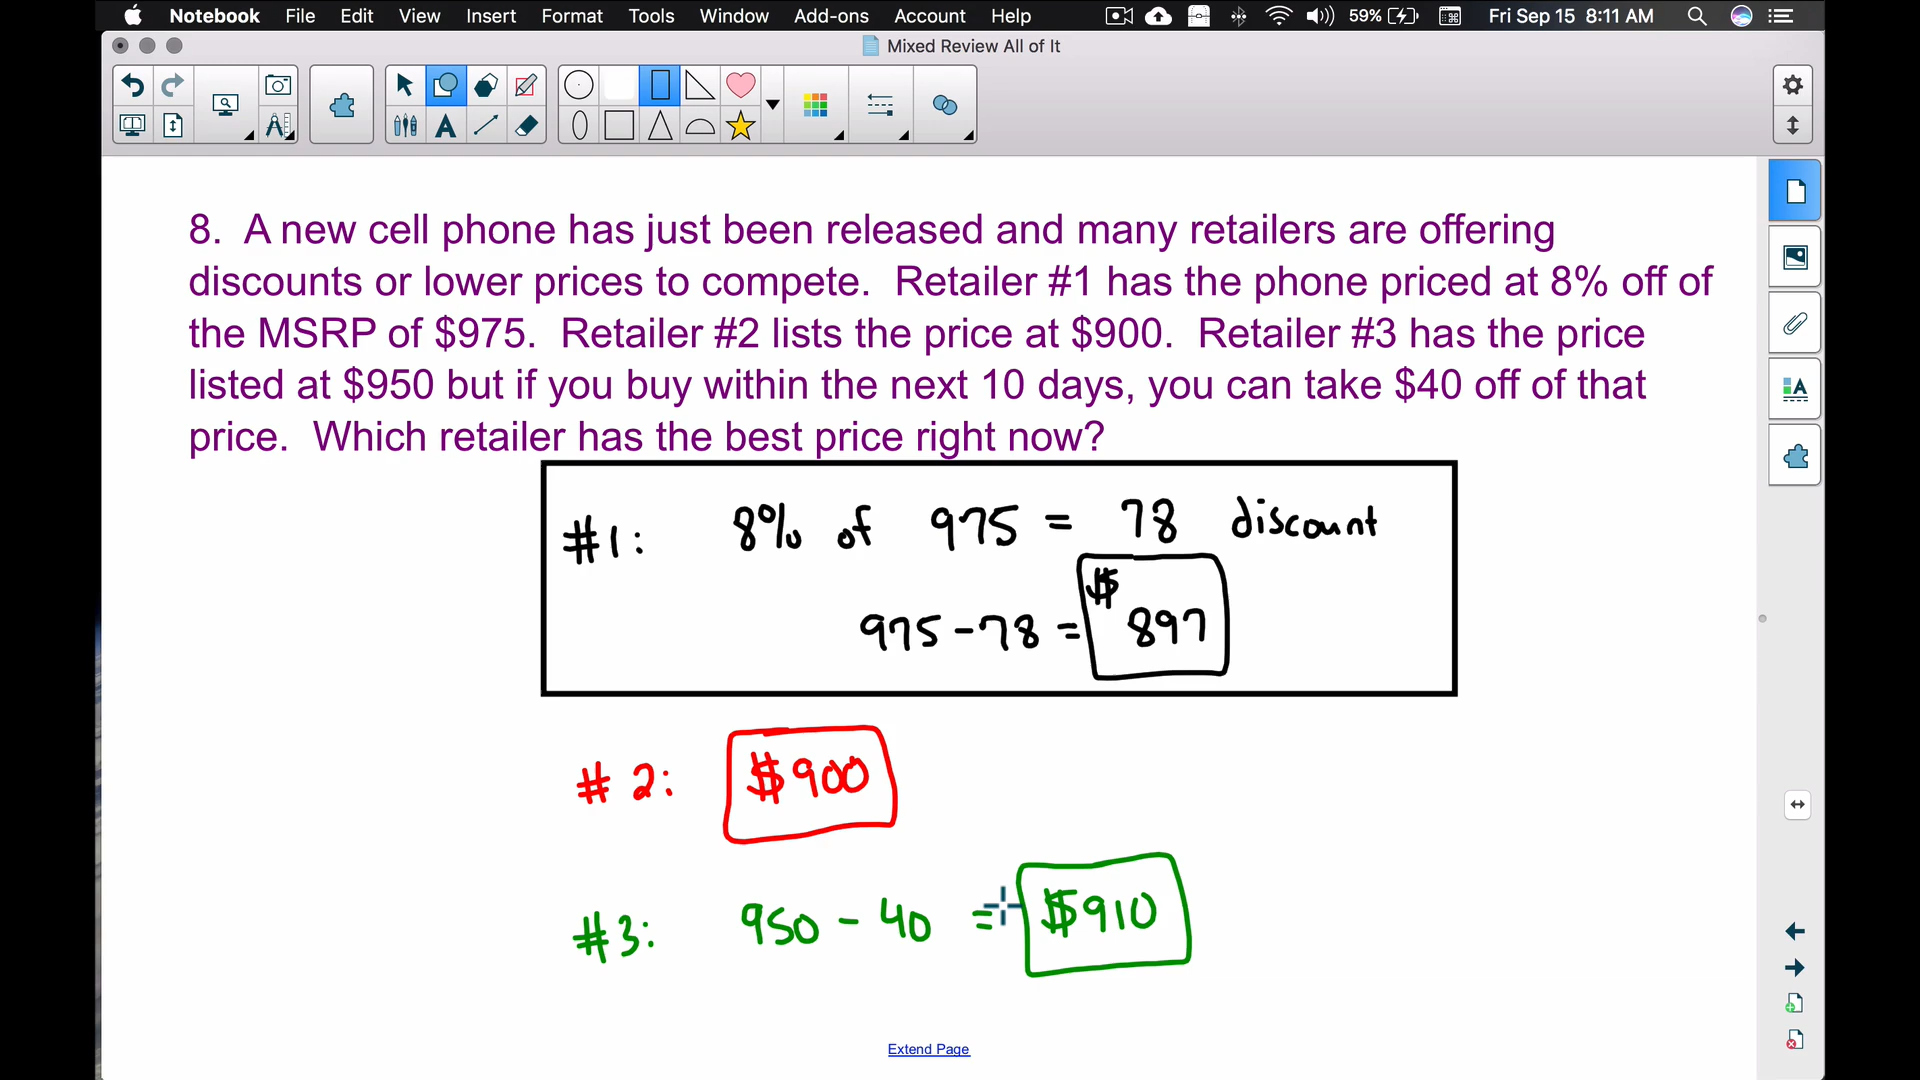 Notebook File Edit View Insert Format Tools Window Add-ons Account Help 59% Fri Sep 15 8:11 AM
Mixed Review All of It
8. A new cell phone has just been released and many retailers are offering
discounts or lower prices to compete. Retailer #1 has the phone priced at 8% off of
the MSRP of $975. Retailer #2 lists the price at $900. Retailer #3 has the price
listed at $950 but if you buy within the next 10 days, you can take $40 off of that
price. Which retailer has the best price right now?
#1: 8% of 975 = 78 discount
975 - 78 = $ 897
# 2: $900
#3: 950 - 40 = $910
Extend Page